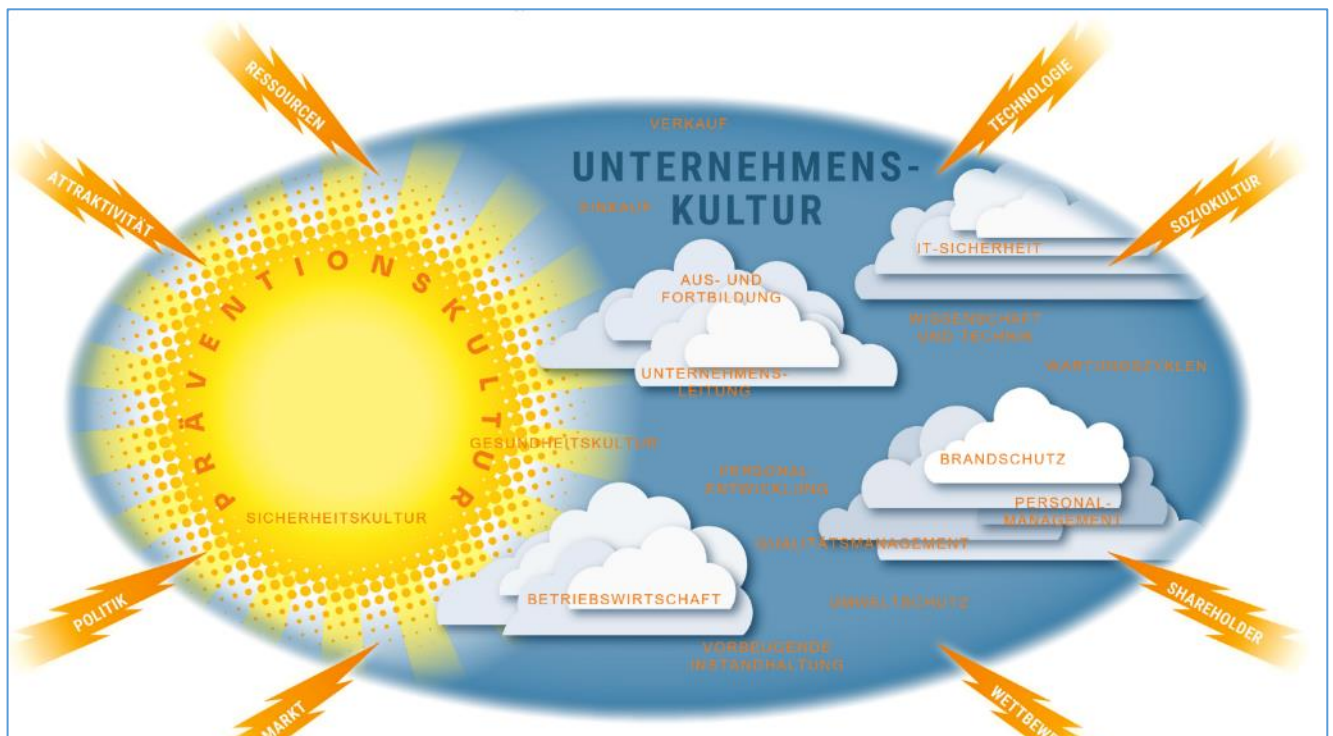 RESSOURCEN
TECHNOLOGIE
VERKAUF
UNTERNEHMENS-
KULTUR
ATTRAKTIVITÄT
EINKAUF
SOZIOKULTUR
IT-SICHERHEIT
AUS- UND
FORTBILDUNG
PRÄVENTIONSKULTUR
WISSENSCHAFT
UND TECHNIK
WARTUNGSZYKLEN
UNTERNEHMENS-
LEITUNG
GESUNDHEITSKULTUR
BRANDSCHUTZ
PERSONAL-
ENTWICKLUNG
PERSONAL-
MANAGEMENT
SICHERHEITSKULTUR
QUALITÄTSMANAGEMENT
BETRIEBSWIRTSCHAFT
UMWELTSCHUTZ
POLITIK
SHAREHOLDER
VORBEUGENDE
INSTANDHALTUNG
MARKT